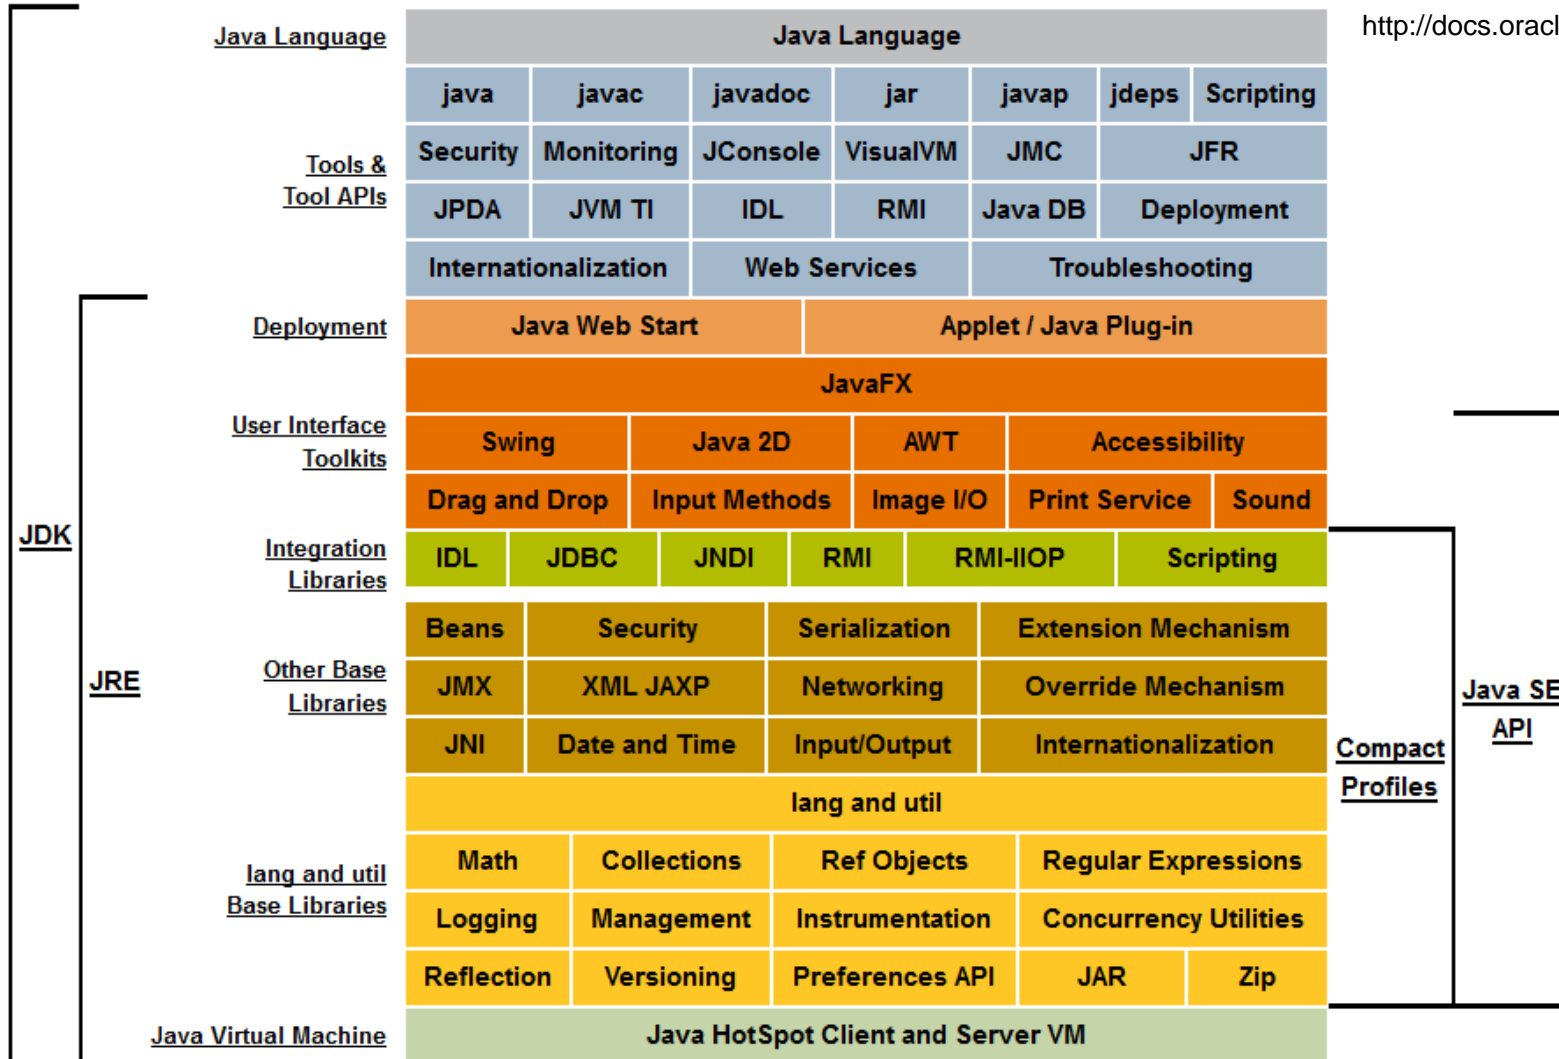 http://docs.oracl
Java Language
Java Language
java javac javadoc jar javap jdeps Scripting
Tools &
Tool APIs
Security Monitoring JConsole VisualVM JMC JFR
JPDA JVM TI IDL RMI Java DB Deployment
Internationalization Web Services Troubleshooting
Deployment
Java Web Start Applet / Java Plug-in
JavaFX
User Interface
Toolkits
Swing Java 2D AWT Accessibility
Drag and Drop Input Methods Image I/O Print Service Sound
JDK
Integration
Libraries
IDL JDBC JNDI RMI RMI-IIOP Scripting
JRE
Other Base
Libraries
Beans Security Serialization Extension Mechanism
JMX XML JAXP Networking Override Mechanism
JNI Date and Time Input/Output Internationalization
Java SE
API
Compact
Profiles
lang and util
lang and util
Base Libraries
Math Collections Ref Objects Regular Expressions
Logging Management Instrumentation Concurrency Utilities
Reflection Versioning Preferences API JAR Zip
Java Virtual Machine
Java HotSpot Client and Server VM